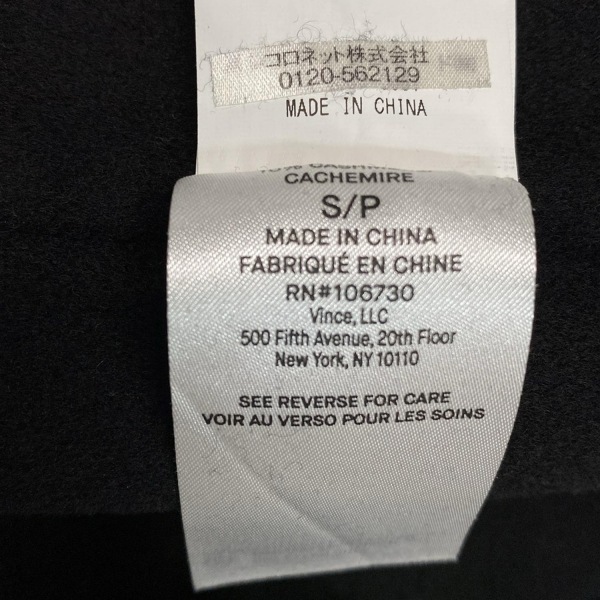 コロネット株式会社
0120-562129
MADE IN CHINA
CACHEMIRE
S/P
MADE IN CHINA
FABRIQUÉ EN CHINE
RN#106730
Vince, LLC
500 Fifth Avenue, 20th Floor
New York, NY 10110
SEE REVERSE FOR CARE
VOIR AU VERSO POUR LES SOINS